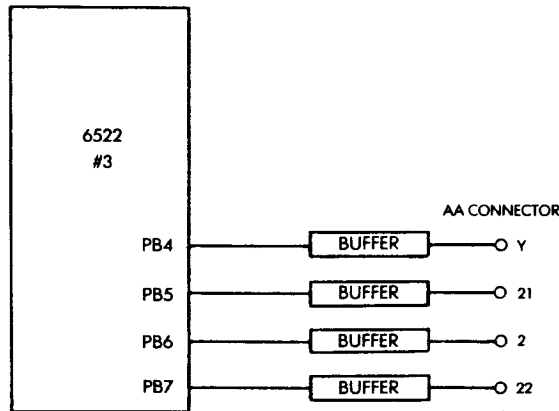 6522
#3
AA CONNECTOR
PB4 BUFFER Y
PB5 BUFFER 21
PB6 BUFFER 2
PB7 BUFFER 22